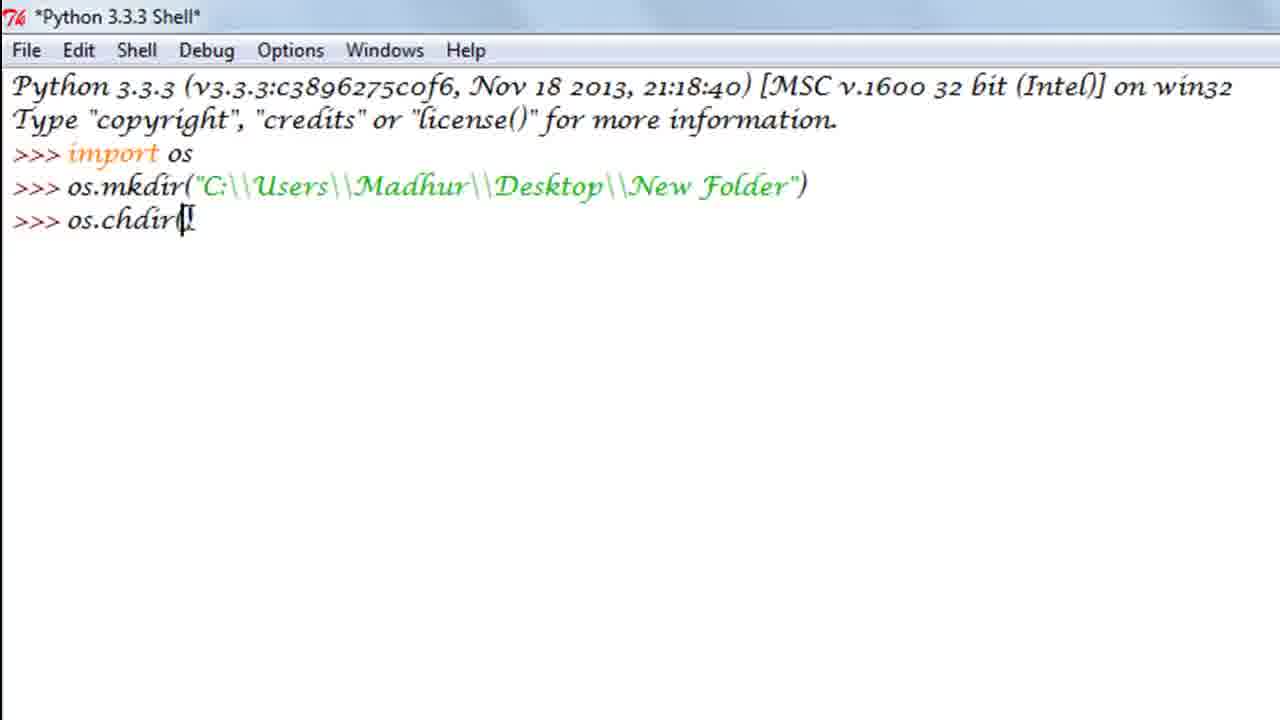 *Python 3.3.3 Shell*
File Edit Shell Debug Options Windows Help
Python 3.3.3 (v3.3.3:c3896275c0f6, Nov 18 2013, 21:18:40) [MSC v.1600 32 bit (Intel)] on win32
Type "copyright", "credits" or "license()" for more information.
>>> import os
>>> os.mkdir("C:\\Users\\Madhur\\Desktop\\New Folder")
>>> os.chdir(